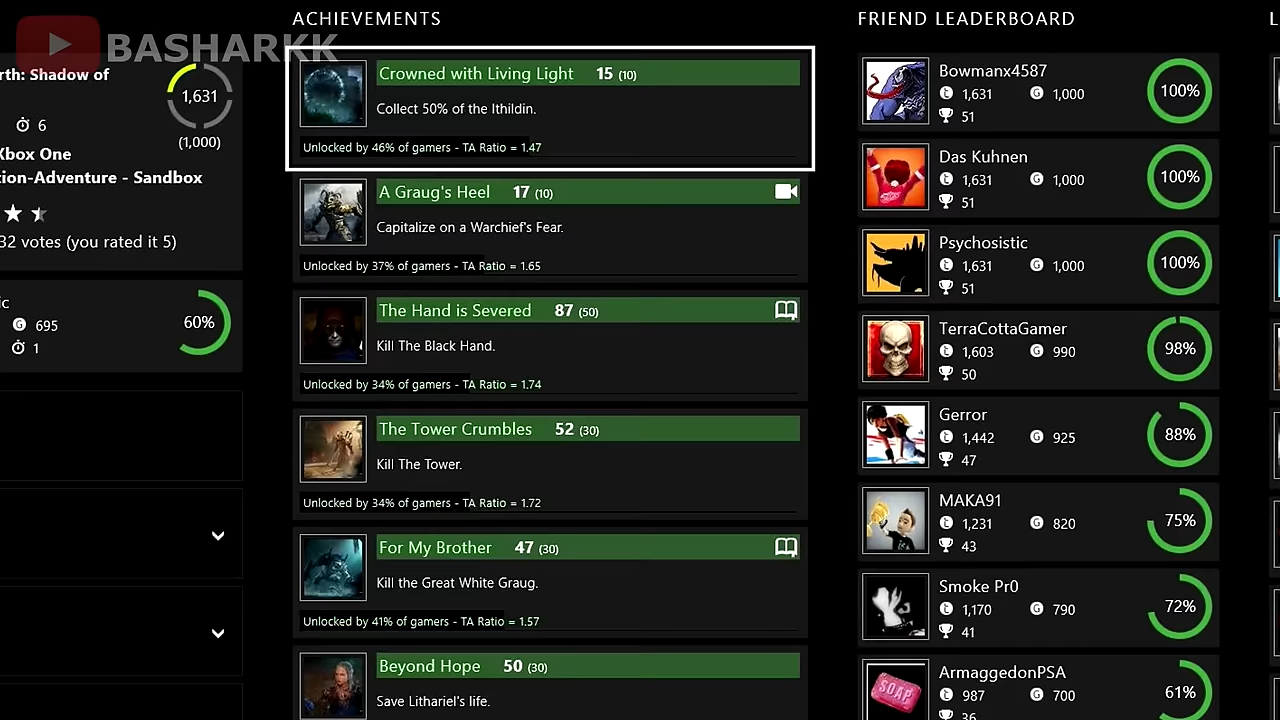 BASHARKK
rth: Shadow of
1,631
(1,000)
6
Xbox One
tion-Adventure - Sandbox
32 votes (you rated it 5)
ic
695
1
60%
ACHIEVEMENTS
Crowned with Living Light 15 (10)
Collect 50% of the Ithildin.
Unlocked by 46% of gamers - TA Ratio = 1.47
A Graug's Heel 17 (10)
Capitalize on a Warchief's Fear.
Unlocked by 37% of gamers - TA Ratio = 1.65
The Hand is Severed 87 (50)
Kill The Black Hand.
Unlocked by 34% of gamers - TA Ratio = 1.74
The Tower Crumbles 52 (30)
Kill The Tower.
Unlocked by 34% of gamers - TA Ratio = 1.72
For My Brother 47 (30)
Kill the Great White Graug.
Unlocked by 41% of gamers - TA Ratio = 1.57
Beyond Hope 50 (30)
Save Lithariel's life.
FRIEND LEADERBOARD
Bowmanx4587
1,631 G 1,000
51
100%
Das Kuhnen
1,631 G 1,000
51
100%
Psychosistic
1,631 G 1,000
51
100%
TerraCottaGamer
1,603 G 990
50
98%
Gerror
1,442 G 925
47
88%
MAKA91
1,231 G 820
43
75%
Smoke Pr0
1,170 G 790
41
72%
SOAP
ArmaggedonPSA
987 G 700
36
61%
L